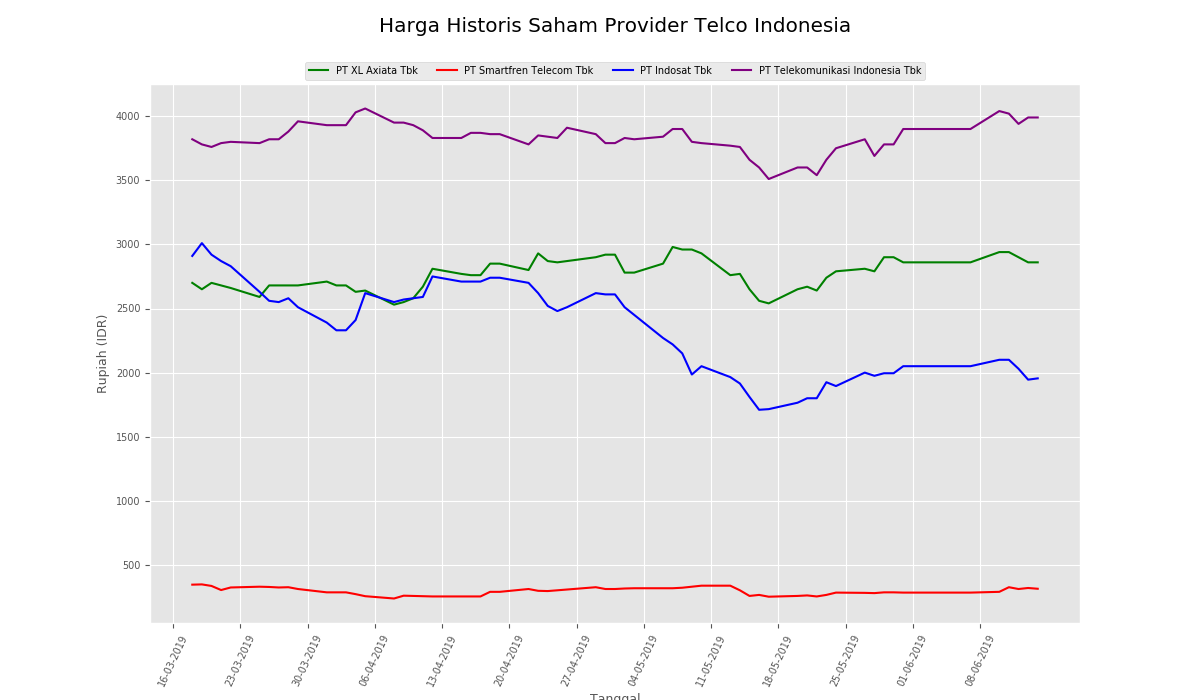 Harga Historis Saham Provider Telco Indonesia
PT XL Axiata Tbk PT Smartfren Telecom Tbk PT Indosat Tbk PT Telekomunikasi Indonesia Tbk
4000
3500
3000
2500
2000
1500
1000
500
Rupiah (IDR)
16-03-2019 23-03-2019 30-03-2019 06-04-2019 13-04-2019 20-04-2019 27-04-2019 04-05-2019 11-05-2019 18-05-2019 25-05-2019 01-06-2019 08-06-2019
Tanggal